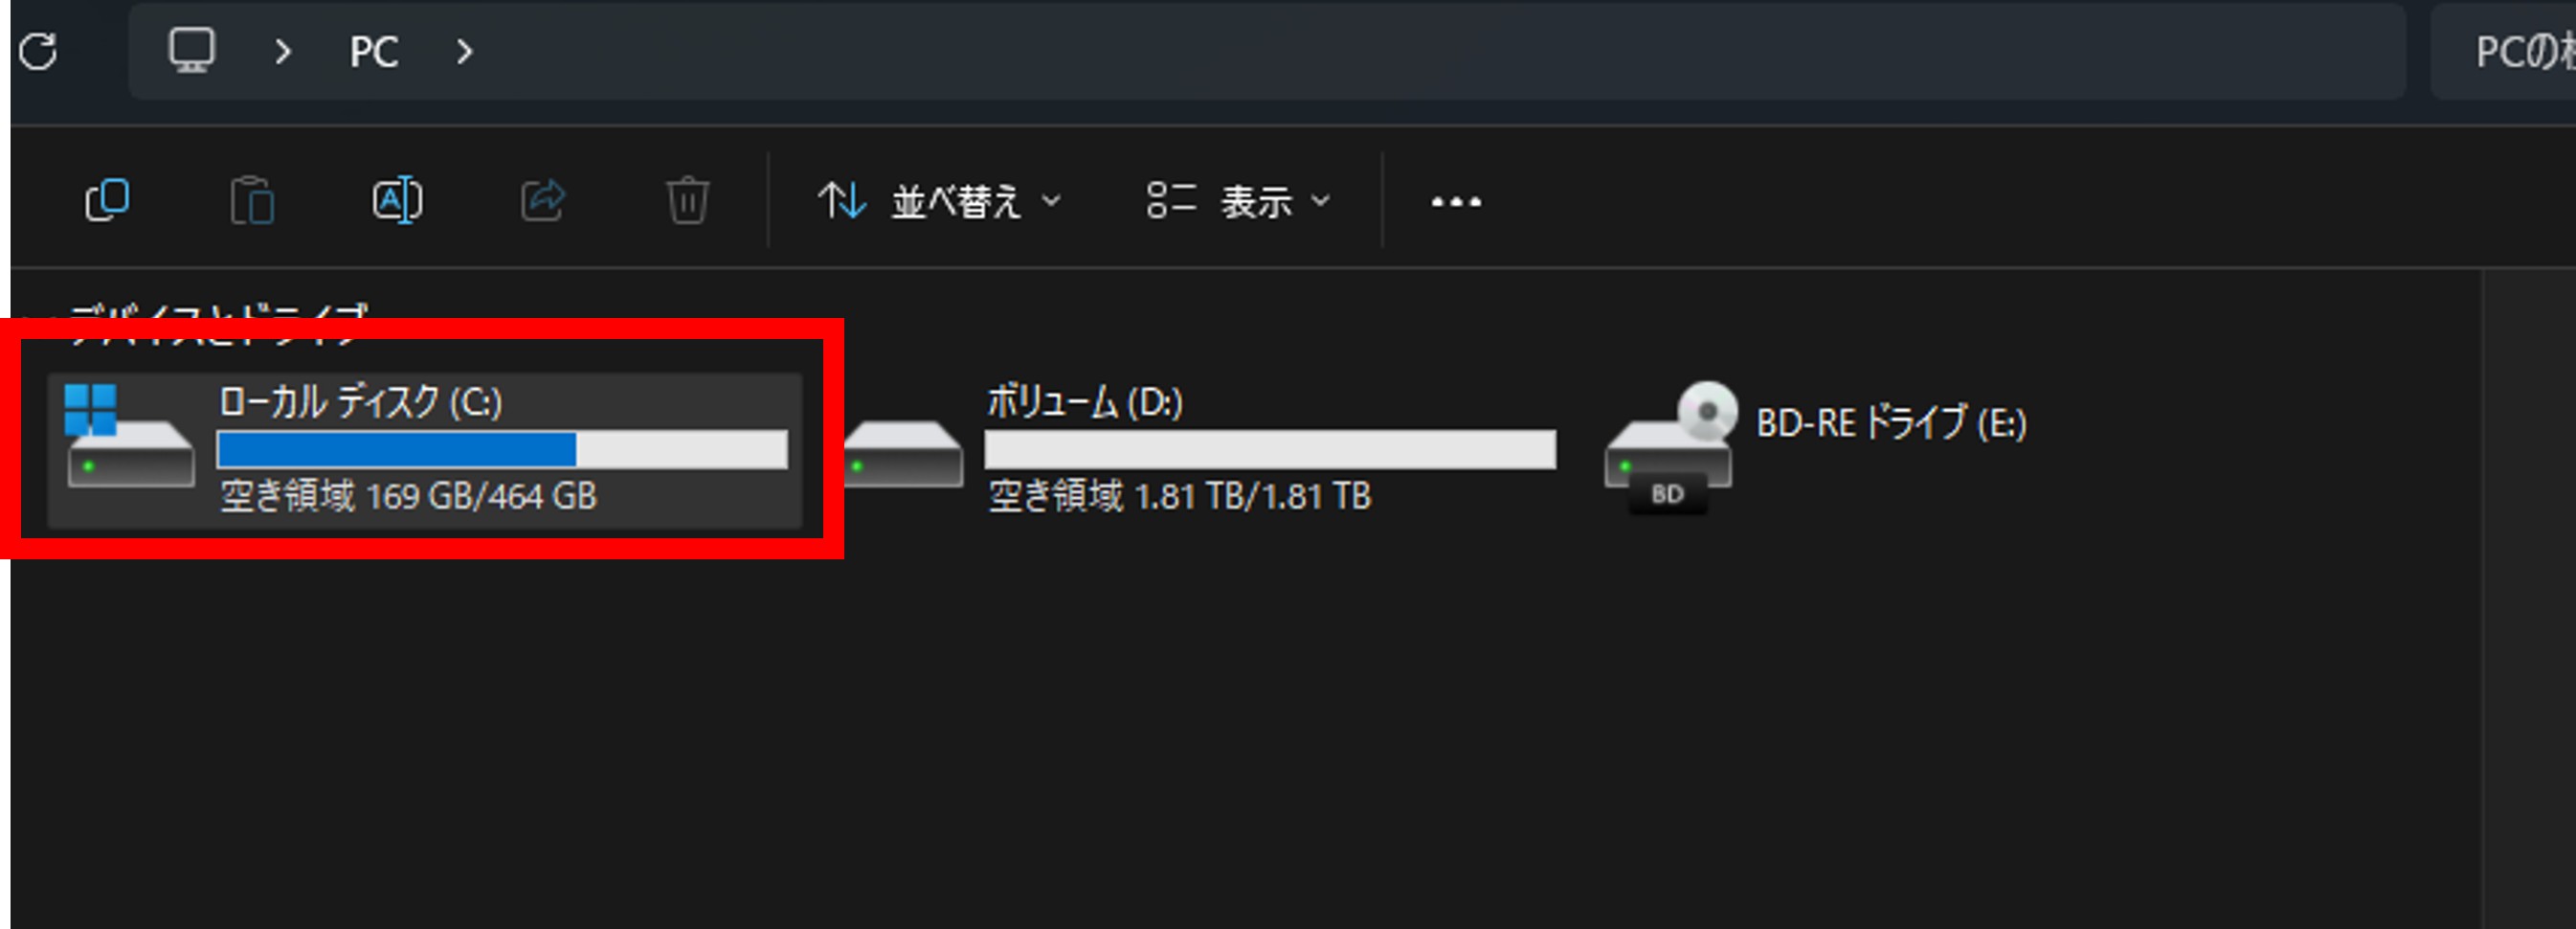 PC
PCの検
並べ替え
表示
デバイスとドライブ
ローカル ディスク (C:)
空き領域 169 GB/464 GB
ボリューム (D:)
空き領域 1.81 TB/1.81 TB
BD-RE ドライブ (E:)
BD